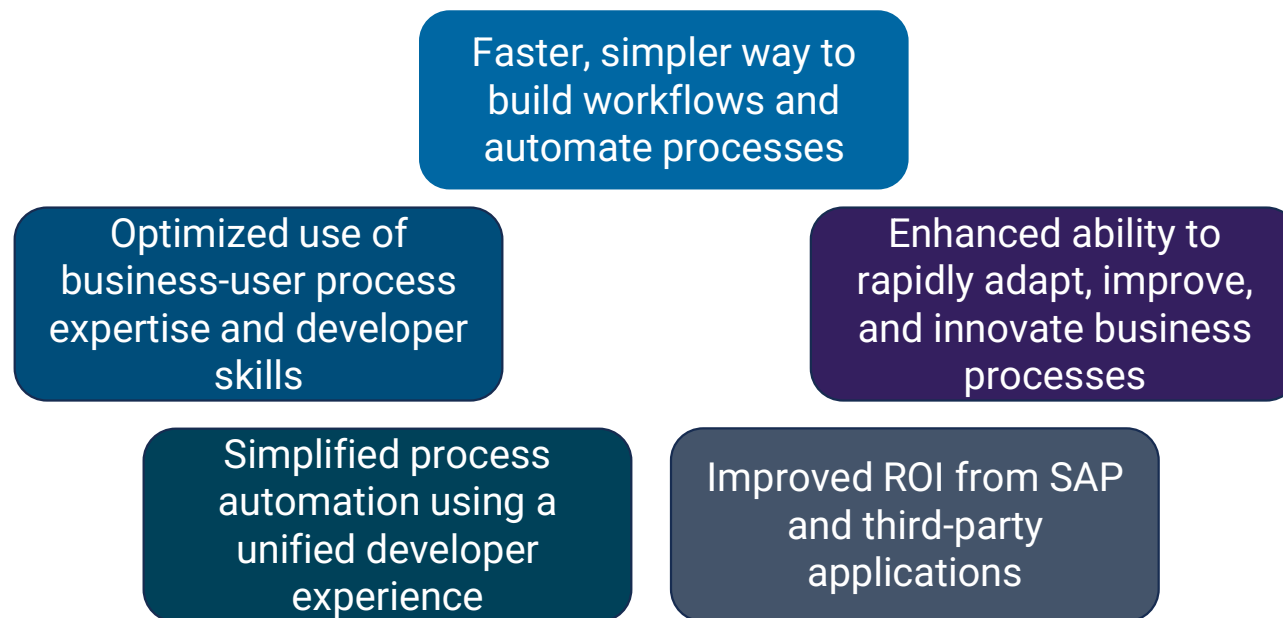 Faster, simpler way to
build workflows and
automate processes
Optimized use of
business-user process
expertise and developer
skills
Enhanced ability to
rapidly adapt, improve,
and innovate business
processes
Simplified process
automation using a
unified developer
experience
Improved ROI from SAP
and third-party
applications